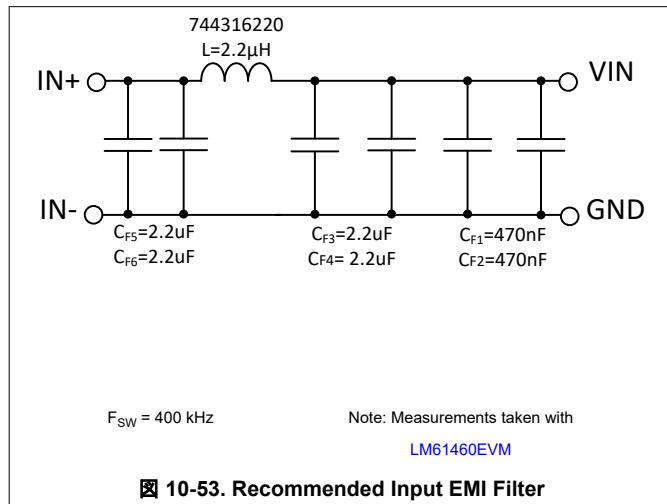 744316220
L=2.2µH
IN+
VIN
IN-
GND
CF5=2.2uF
CF6=2.2uF
CF3=2.2uF
CF4= 2.2uF
CF1=470nF
CF2=470nF
FSW = 400 kHz
Note: Measurements taken with
LM61460EVM
図 10-53. Recommended Input EMI Filter